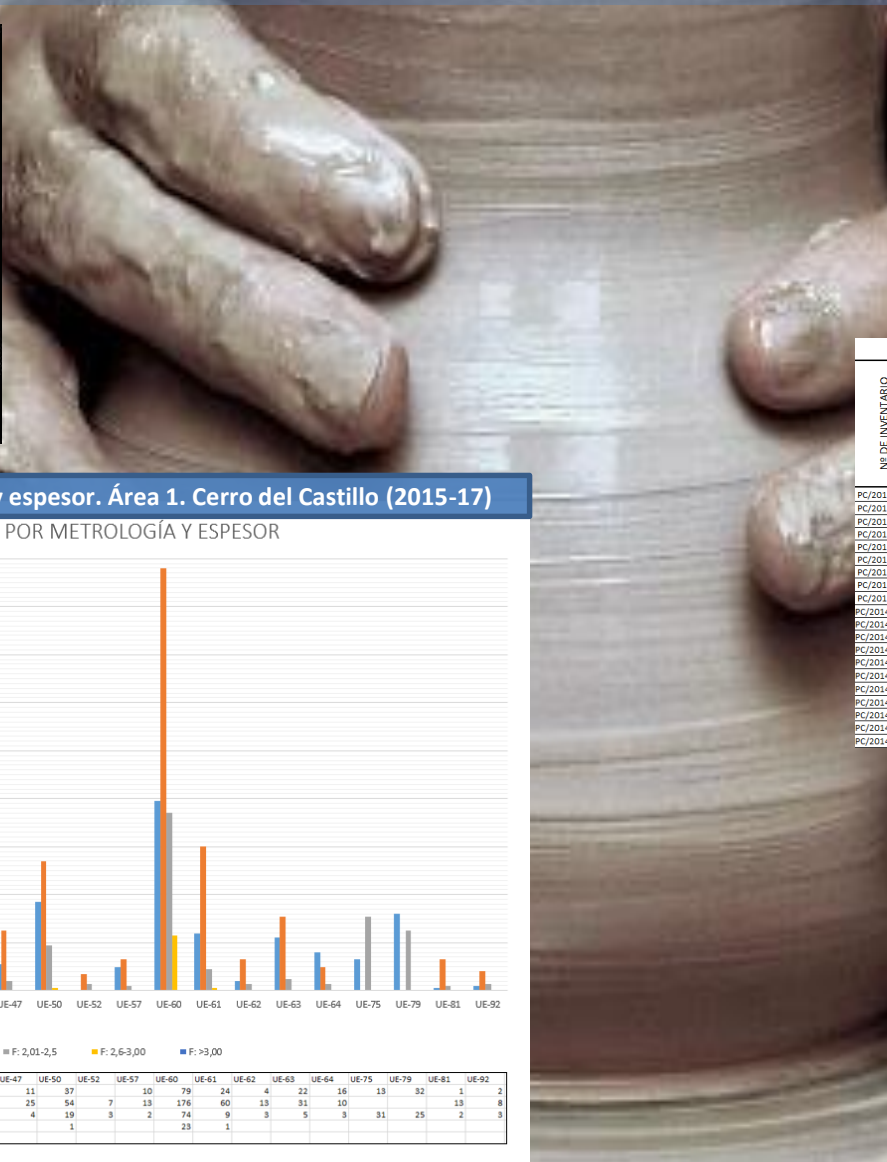 y espesor. Área 1. Cerro del Castillo (2015-17)
POR METROLOGÍA Y ESPESOR
UE-47 UE-50 UE-52 UE-57 UE-60 UE-61 UE-62 UE-63 UE-64 UE-75 UE-79 UE-81 UE-92
F: 2,01-2,5 F: 2,6-3,00 F: >3,00
UE-47 UE-50 UE-52 UE-57 UE-60 UE-61 UE-62 UE-63 UE-64 UE-75 UE-79 UE-81 UE-92
11 37 10 79 24 4 22 16 13 32 1 2
25 54 7 13 176 60 13 31 10 13 8
4 19 3 2 74 9 3 5 3 31 25 2 3
1 23 1
Nº DE INVENTARIO
PC/201
PC/201
PC/201
PC/201
PC/201
PC/201
PC/201
PC/201
PC/201
PC/2014
PC/2014
PC/2014
PC/2014
PC/2014
PC/2014
PC/2014
PC/2014
PC/2014
PC/2014
PC/2014